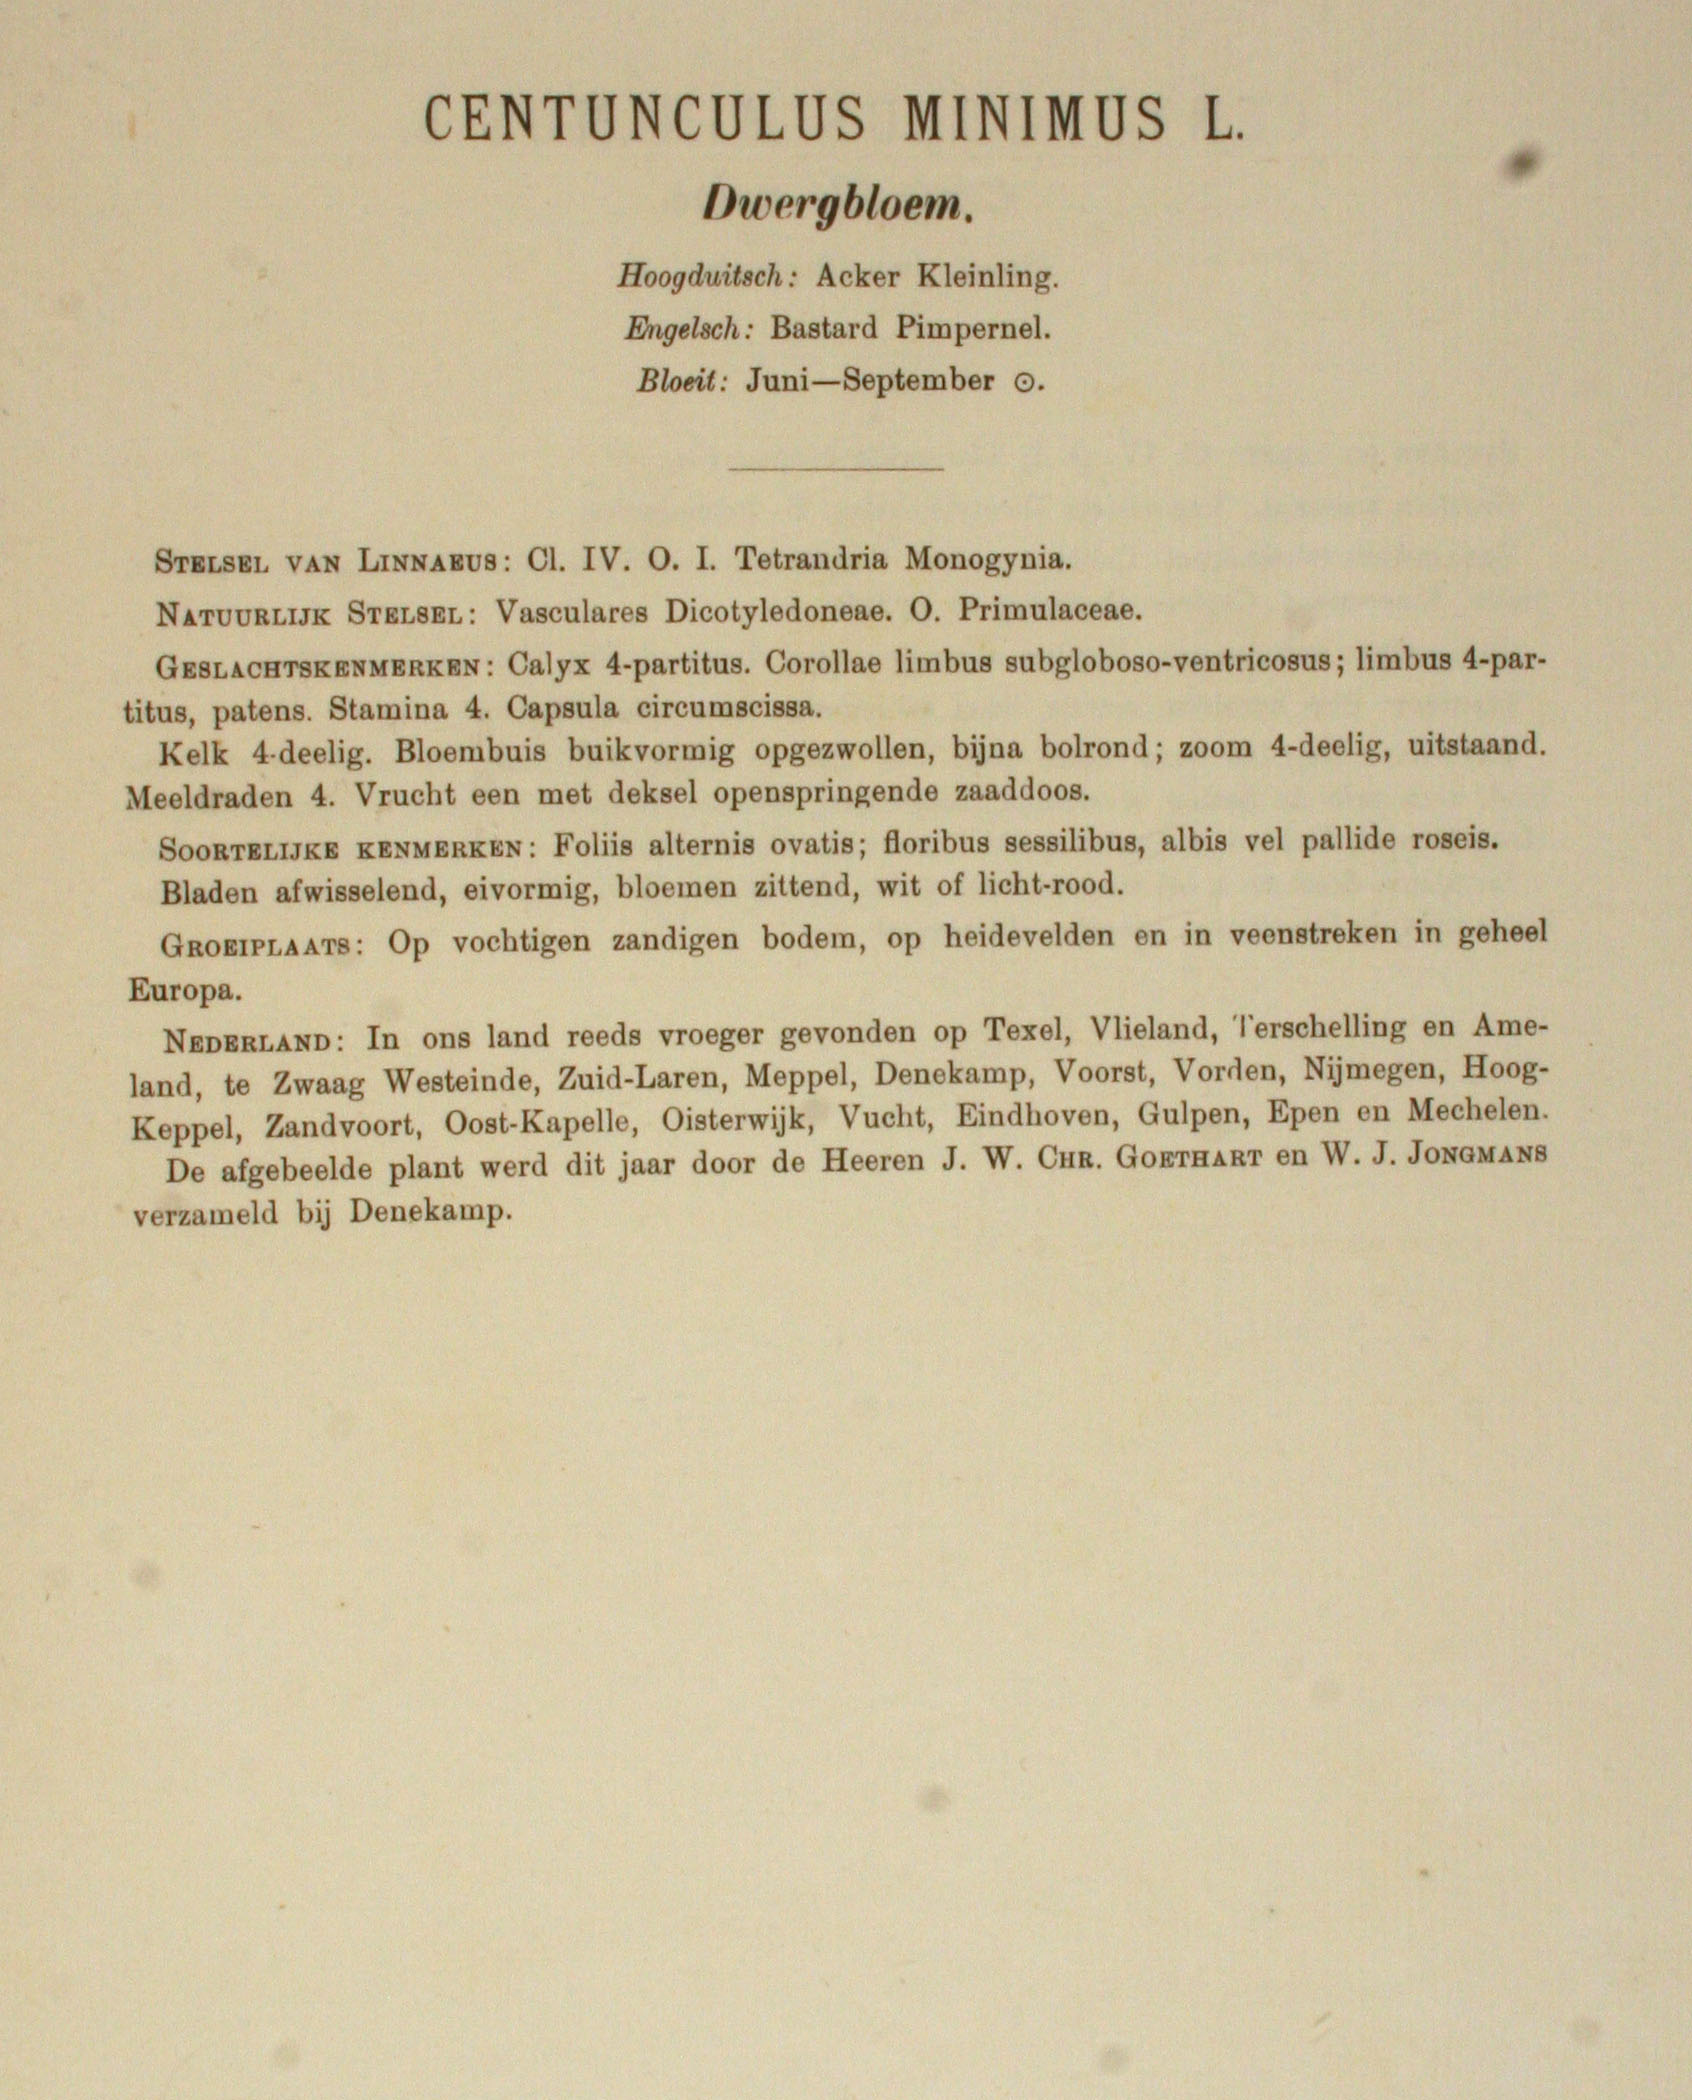 CENTUNCULUS MINIMUS L.
Dwergbloem.
Hoogduitsch: Acker Kleinling.
Engelsch: Bastard Pimpernel.
Bloeit: Juni—September ⊙.
STELSEL VAN LINNAEUS: Cl. IV. O. I. Tetrandria Monogynia.
NATUURLIJK STELSEL: Vasculares Dicotyledoneae. O. Primulaceae.
GESLACHTSKENMERKEN: Calyx 4-partitus. Corollae limbus subgloboso-ventricosus; limbus 4-par-
titus, patens. Stamina 4. Capsula circumscissa.
Kelk 4-deelig. Bloembuis buikvormig opgezwollen, bijna bolrond; zoom 4-deelig, uitstaand.
Meeldraden 4. Vrucht een met deksel openspringende zaaddoos.
SOORTELIJKE KENMERKEN: Foliis alternis ovatis; floribus sessilibus, albis vel pallide roseis.
Bladen afwisselend, eivormig, bloemen zittend, wit of licht-rood.
GROEIPLAATS: Op vochtigen zandigen bodem, op heidevelden en in veenstreken in geheel
Europa.
NEDERLAND: In ons land reeds vroeger gevonden op Texel, Vlieland, Terschelling en Ame-
land, te Zwaag Westeinde, Zuid-Laren, Meppel, Denekamp, Voorst, Vorden, Nijmegen, Hoog-
Keppel, Zandvoort, Oost-Kapelle, Oisterwijk, Vucht, Eindhoven, Gulpen, Epen en Mechelen.
De afgebeelde plant werd dit jaar door de Heeren J. W. CHR. GOETHART en W. J. JONGMANS
verzameld bij Denekamp.